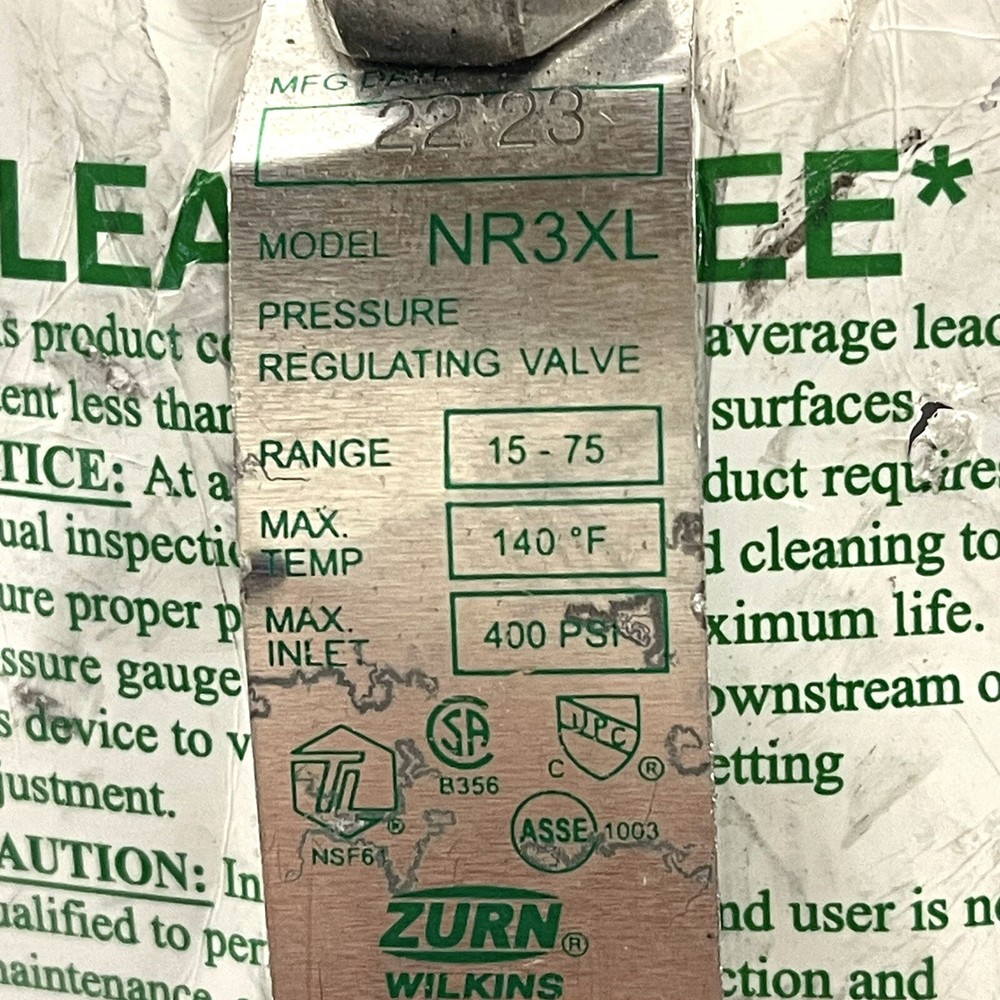 MFG DATE
22 23
MODEL NR3XL
PRESSURE
REGULATING VALVE
RANGE 15 - 75
MAX. TEMP 140 °F
MAX. INLET 400 PSI
SA
B356
UPC
C ®
®
NSF61
ASSE 1003
ZURN®
WILKINS
LEA EE*
s product co average lead
ent less than surfaces
TICE: At a duct requires
ual inspectio d cleaning to
ure proper p ximum life.
ssure gauge ownstream o
s device to v etting
justment.
AUTION: In
ualified to per nd user is no
maintenance ction and